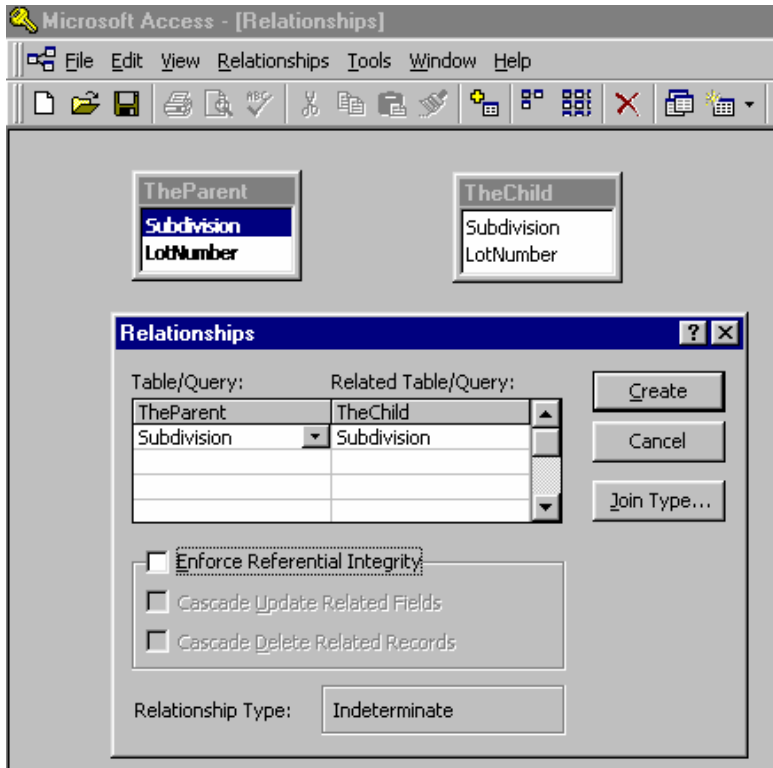 Microsoft Access - [Relationships]
File Edit View Relationships Tools Window Help
ABC
TheParent
Subdivision
LotNumber
TheChild
Subdivision
LotNumber
Relationships
Table/Query: Related Table/Query:
TheParent TheChild
Subdivision Subdivision
Create
Cancel
Join Type...
Enforce Referential Integrity
Cascade Update Related Fields
Cascade Delete Related Records
Relationship Type: Indeterminate